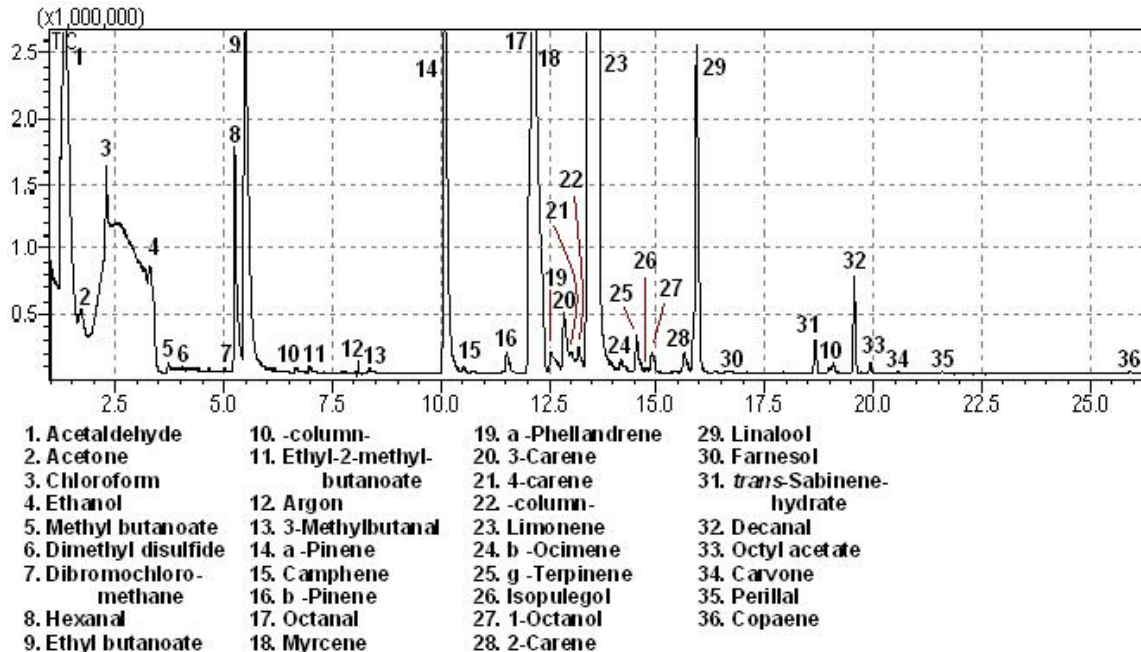 (x1,000,000)
TIC
2.5
2.0
1.5
1.0
0.5
1
2
3
4
5
6
7
8
9
10
11
12
13
14
15
16
17
18
19
20
21
22
23
24
25
26
27
28
29
30
31
10
32
33
34
35
36
2.5 5.0 7.5 10.0 12.5 15.0 17.5 20.0 22.5 25.0
1. Acetaldehyde
2. Acetone
3. Chloroform
4. Ethanol
5. Methyl butanoate
6. Dimethyl disulfide
7. Dibromochloro-
methane
8. Hexanal
9. Ethyl butanoate
10. -column-
11. Ethyl-2-methyl-
butanoate
12. Argon
13. 3-Methylbutanal
14. a -Pinene
15. Camphene
16. b -Pinene
17. Octanal
18. Myrcene
19. a -Phellandrene
20. 3-Carene
21. 4-carene
22. -column-
23. Limonene
24. b -Ocimene
25. g -Terpinene
26. Isopulegol
27. 1-Octanol
28. 2-Carene
29. Linalool
30. Farnesol
31. trans-Sabinene-
hydrate
32. Decanal
33. Octyl acetate
34. Carvone
35. Perillal
36. Copaene